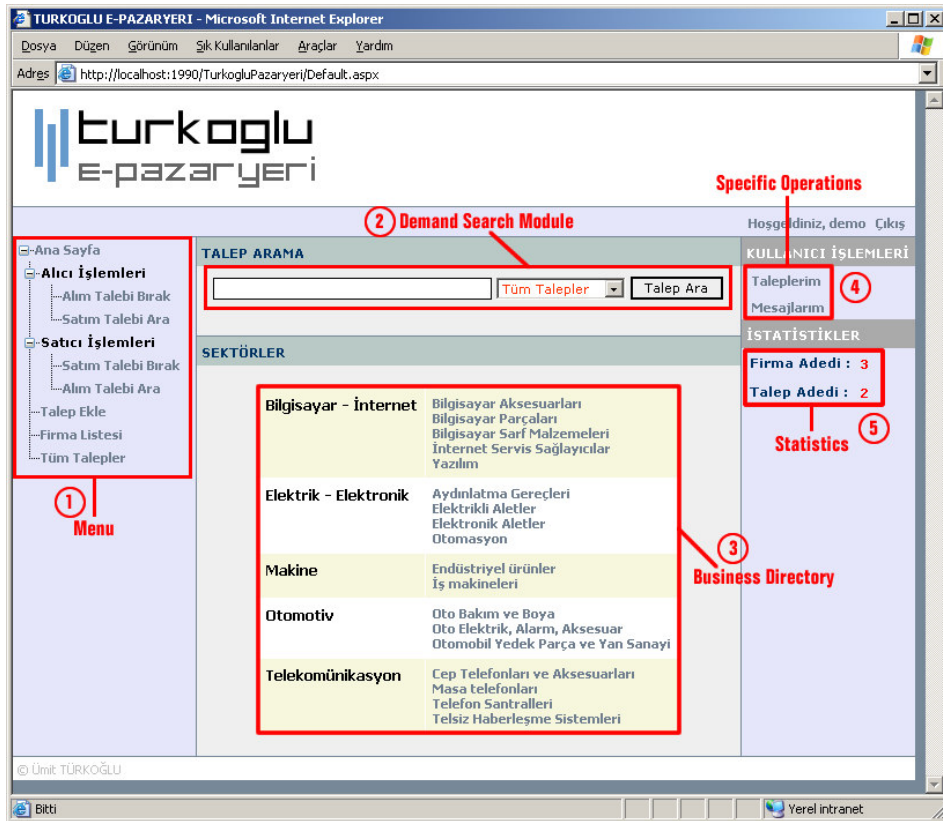 TURKOGLU E-PAZARYERI - Microsoft Internet Explorer
Dosya Düzen Görünüm Sık Kullanılanlar Araçlar Yardım
Adres http://localhost:1990/TurkogluPazaryeri/Default.aspx
turkoglu
e-pazaryeri
Specific Operations
2 Demand Search Module
Hoşgeldiniz, demo Çıkış
Ana Sayfa
Alıcı İşlemleri
Alım Talebi Bırak
Satım Talebi Ara
Satıcı İşlemleri
Satım Talebi Bırak
Alım Talebi Ara
Talep Ekle
Firma Listesi
Tüm Talepler
1
Menu
TALEP ARAMA
Tüm Talepler Talep Ara
SEKTÖRLER
Bilgisayar - İnternet
Bilgisayar Aksesuarları
Bilgisayar Parçaları
Bilgisayar Sarf Malzemeleri
İnternet Servis Sağlayıcılar
Yazılım
Elektrik - Elektronik
Aydınlatma Gereçleri
Elektrikli Aletler
Elektronik Aletler
Otomasyon
Makine
Endüstriyel ürünler
İş makineleri
Otomotiv
Oto Bakım ve Boya
Oto Elektrik, Alarm, Aksesuar
Otomobil Yedek Parça ve Yan Sanayi
Telekomünikasyon
Cep Telefonları ve Aksesuarları
Masa telefonları
Telefon Santralleri
Telsiz Haberleşme Sistemleri
KULLANICI İŞLEMLERİ
Taleplerim
4
Mesajlarım
İSTATİSTİKLER
Firma Adedi : 3
Talep Adedi : 2
5
Statistics
3
Business Directory
© Ümit TÜRKOĞLU
Bitti
Yerel intranet